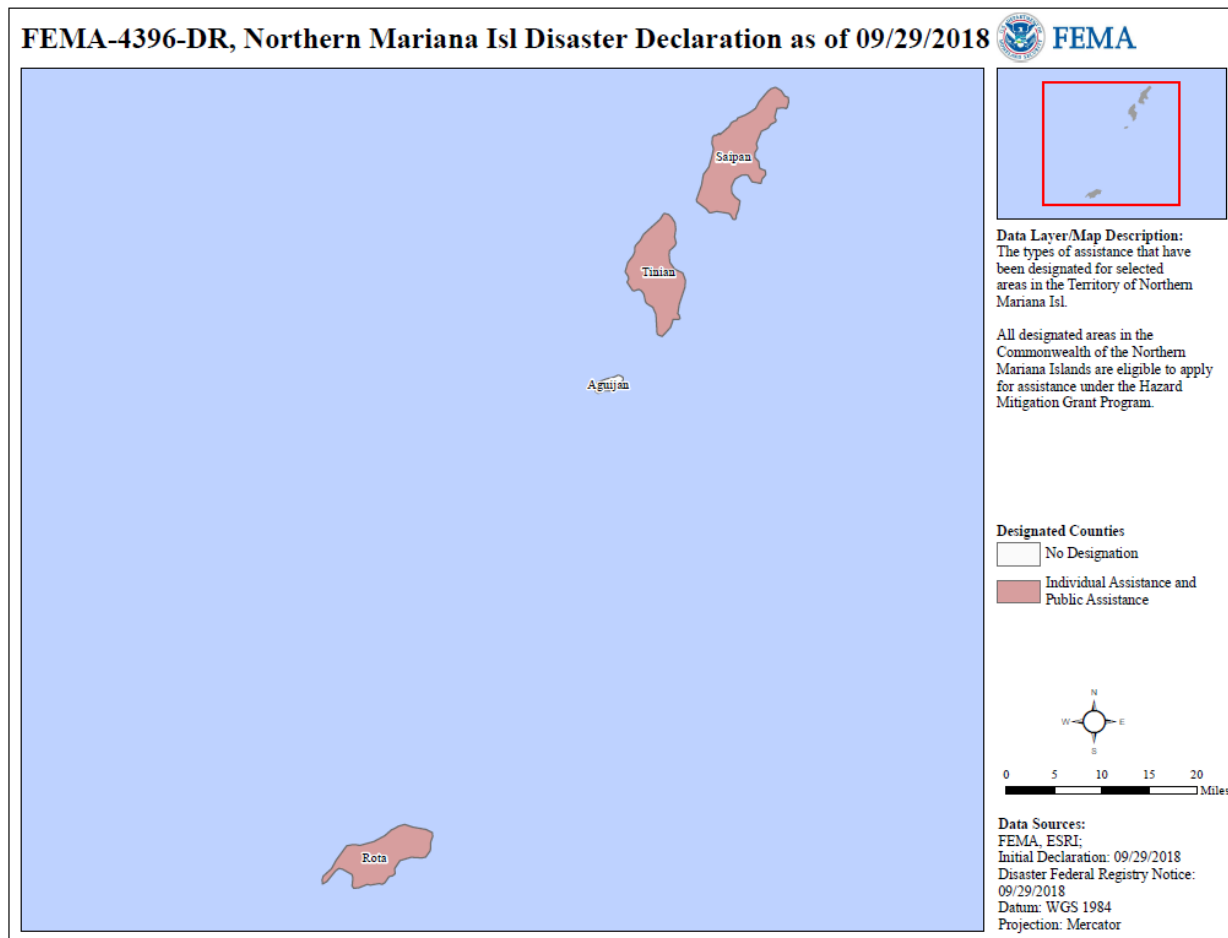 FEMA-4396-DR, Northern Mariana Isl Disaster Declaration as of 09/29/2018
FEMA
Saipan
Tinian
Aguijan
Rota
Data Layer/Map Description:
The types of assistance that have
been designated for selected
areas in the Territory of Northern
Mariana Isl.
All designated areas in the
Commonwealth of the Northern
Mariana Islands are eligible to apply
for assistance under the Hazard
Mitigation Grant Program.
Designated Counties
No Designation
Individual Assistance and
Public Assistance
N
W E
S
0 5 10 15 20
Miles
Data Sources:
FEMA, ESRI;
Initial Declaration: 09/29/2018
Disaster Federal Registry Notice:
09/29/2018
Datum: WGS 1984
Projection: Mercator